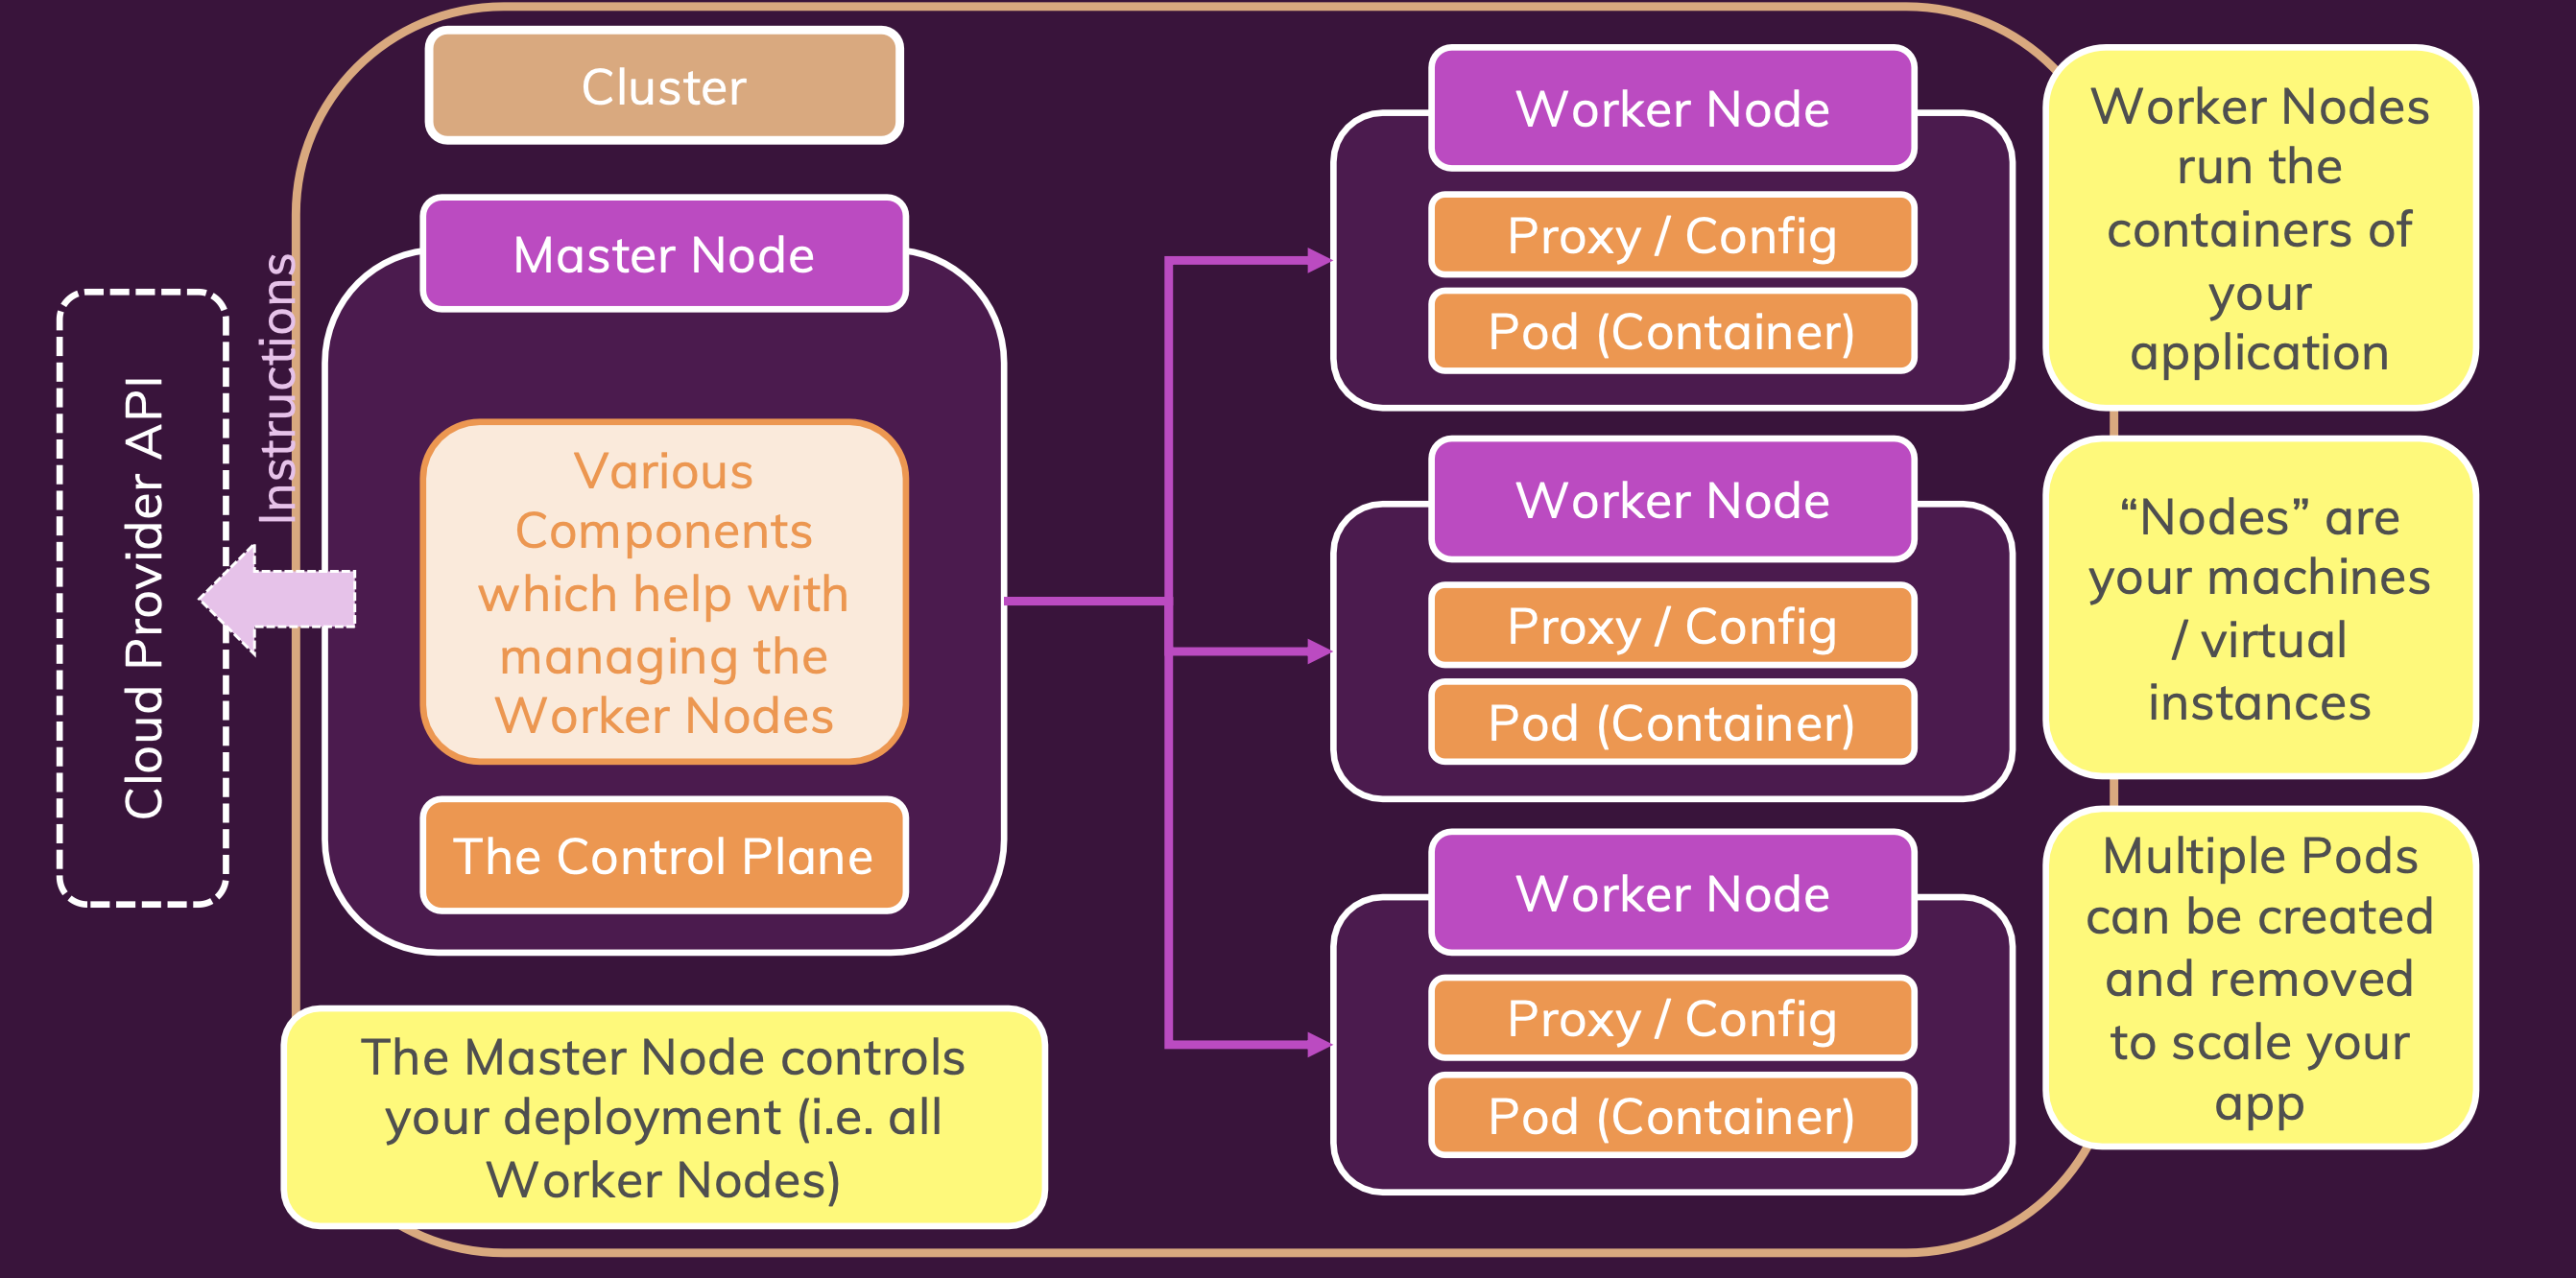 Cluster
Master Node
Instructions
Cloud Provider API
Various
Components
which help with
managing the
Worker Nodes
The Control Plane
The Master Node controls
your deployment (i.e. all
Worker Nodes)
Worker Node
Proxy / Config
Pod (Container)
Worker Node
Proxy / Config
Pod (Container)
Worker Node
Proxy / Config
Pod (Container)
Worker Nodes
run the
containers of
your
application
“Nodes” are
your machines
/ virtual
instances
Multiple Pods
can be created
and removed
to scale your
app